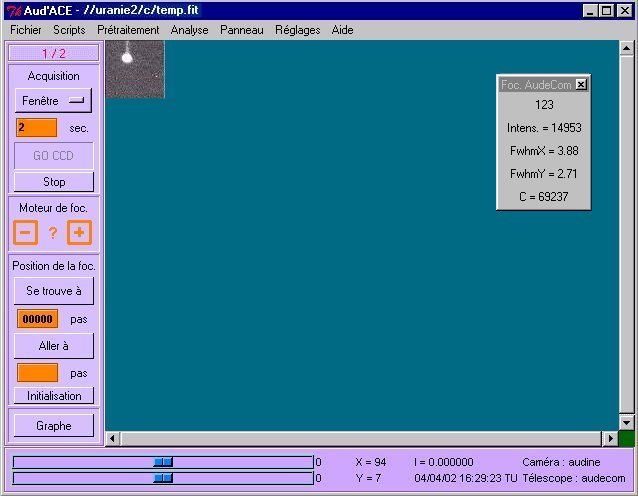 Aud'ACE - //uranie2/c/temp.fit
Fichier Scripts Prétraitement Analyse Panneau Réglages Aide
1 / 2
Acquisition
Fenêtre
2 sec.
GO CCD
Stop
Moteur de foc.
?
Position de la foc.
Se trouve à
00000 pas
Aller à
pas
Initialisation
Graphe
Foc. AudeCom
123
Intens. = 14953
FwhmX = 3.88
FwhmY = 2.71
C = 69237
0 X = 94 I = 0.000000 Caméra : audine
0 Y = 7 04/04/02 16:29:23 TU Télescope : audecom